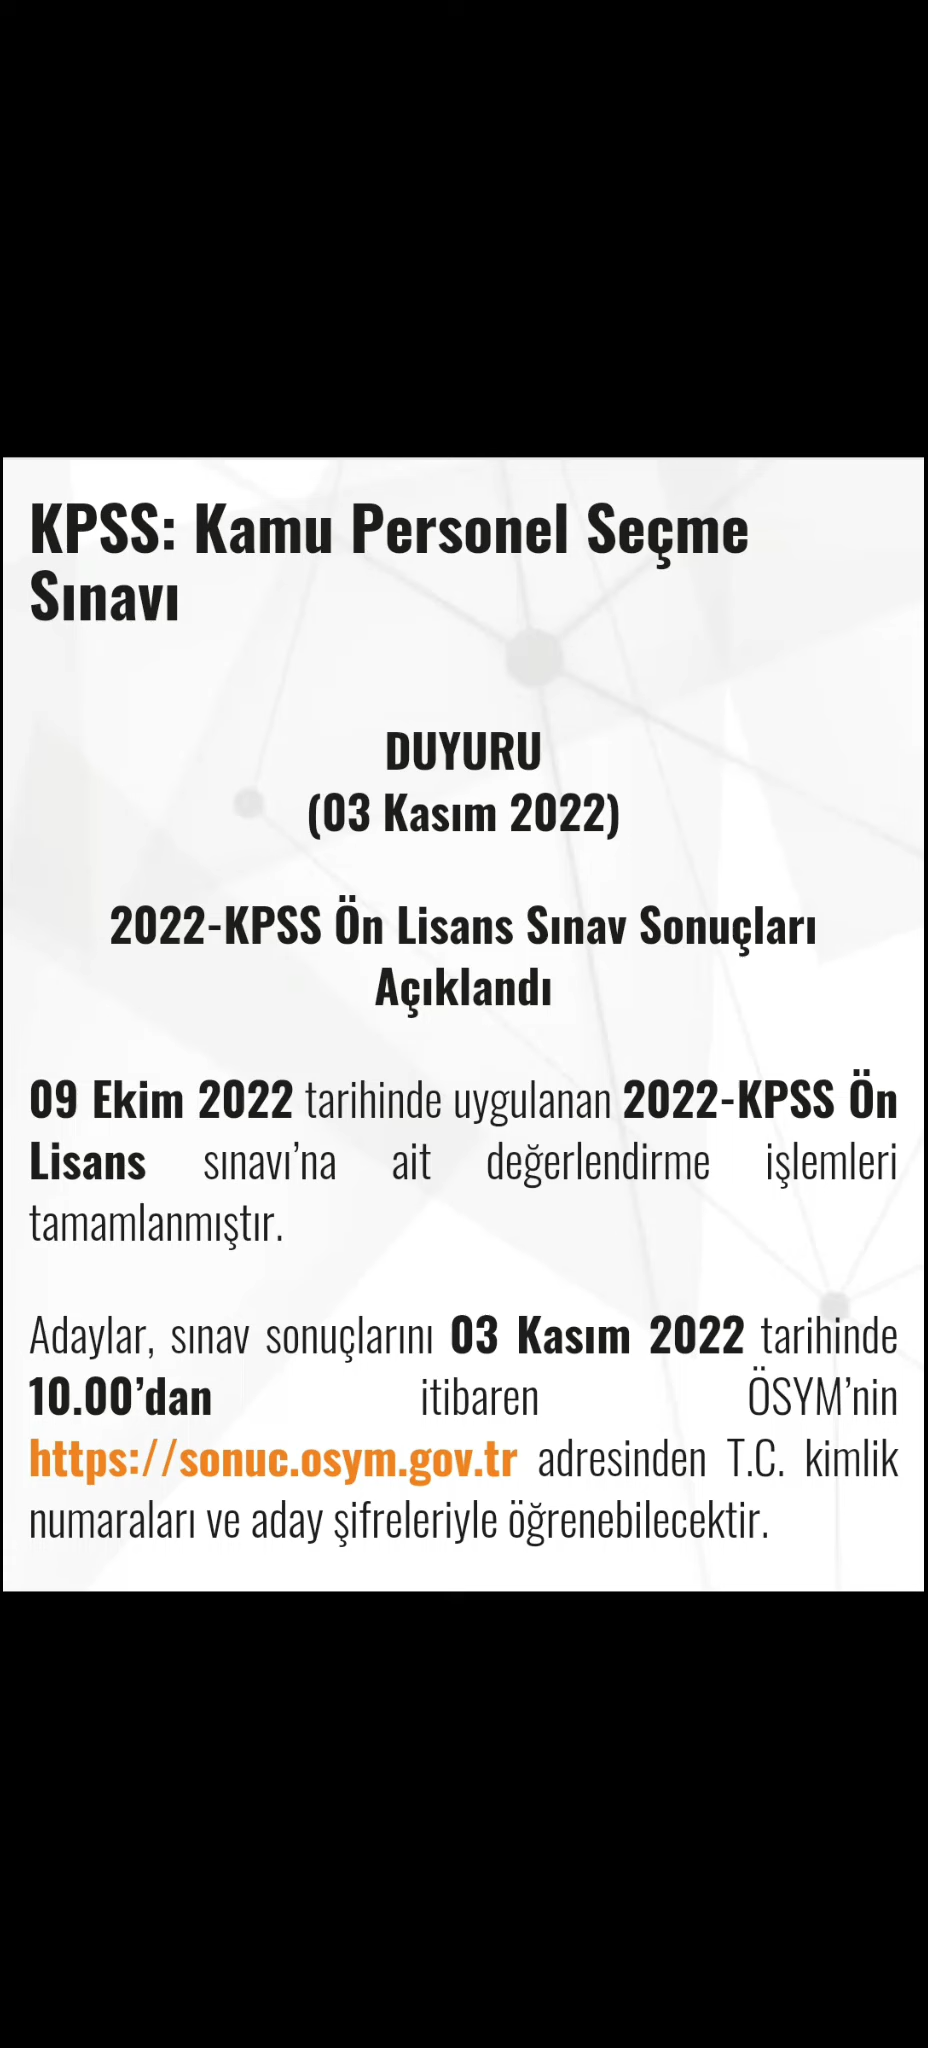 KPSS: Kamu Personel Seçme
Sınavı
DUYURU
(03 Kasım 2022)
2022-KPSS Ön Lisans Sınav Sonuçları
Açıklandı
09 Ekim 2022 tarihinde uygulanan 2022-KPSS Ön
Lisans sınavı’na ait değerlendirme işlemleri
tamamlanmıştır.
Adaylar, sınav sonuçlarını 03 Kasım 2022 tarihinde
10.00’dan itibaren ÖSYM’nin
https://sonuc.osym.gov.tr adresinden T.C. kimlik
numaraları ve aday şifreleriyle öğrenebilecektir.